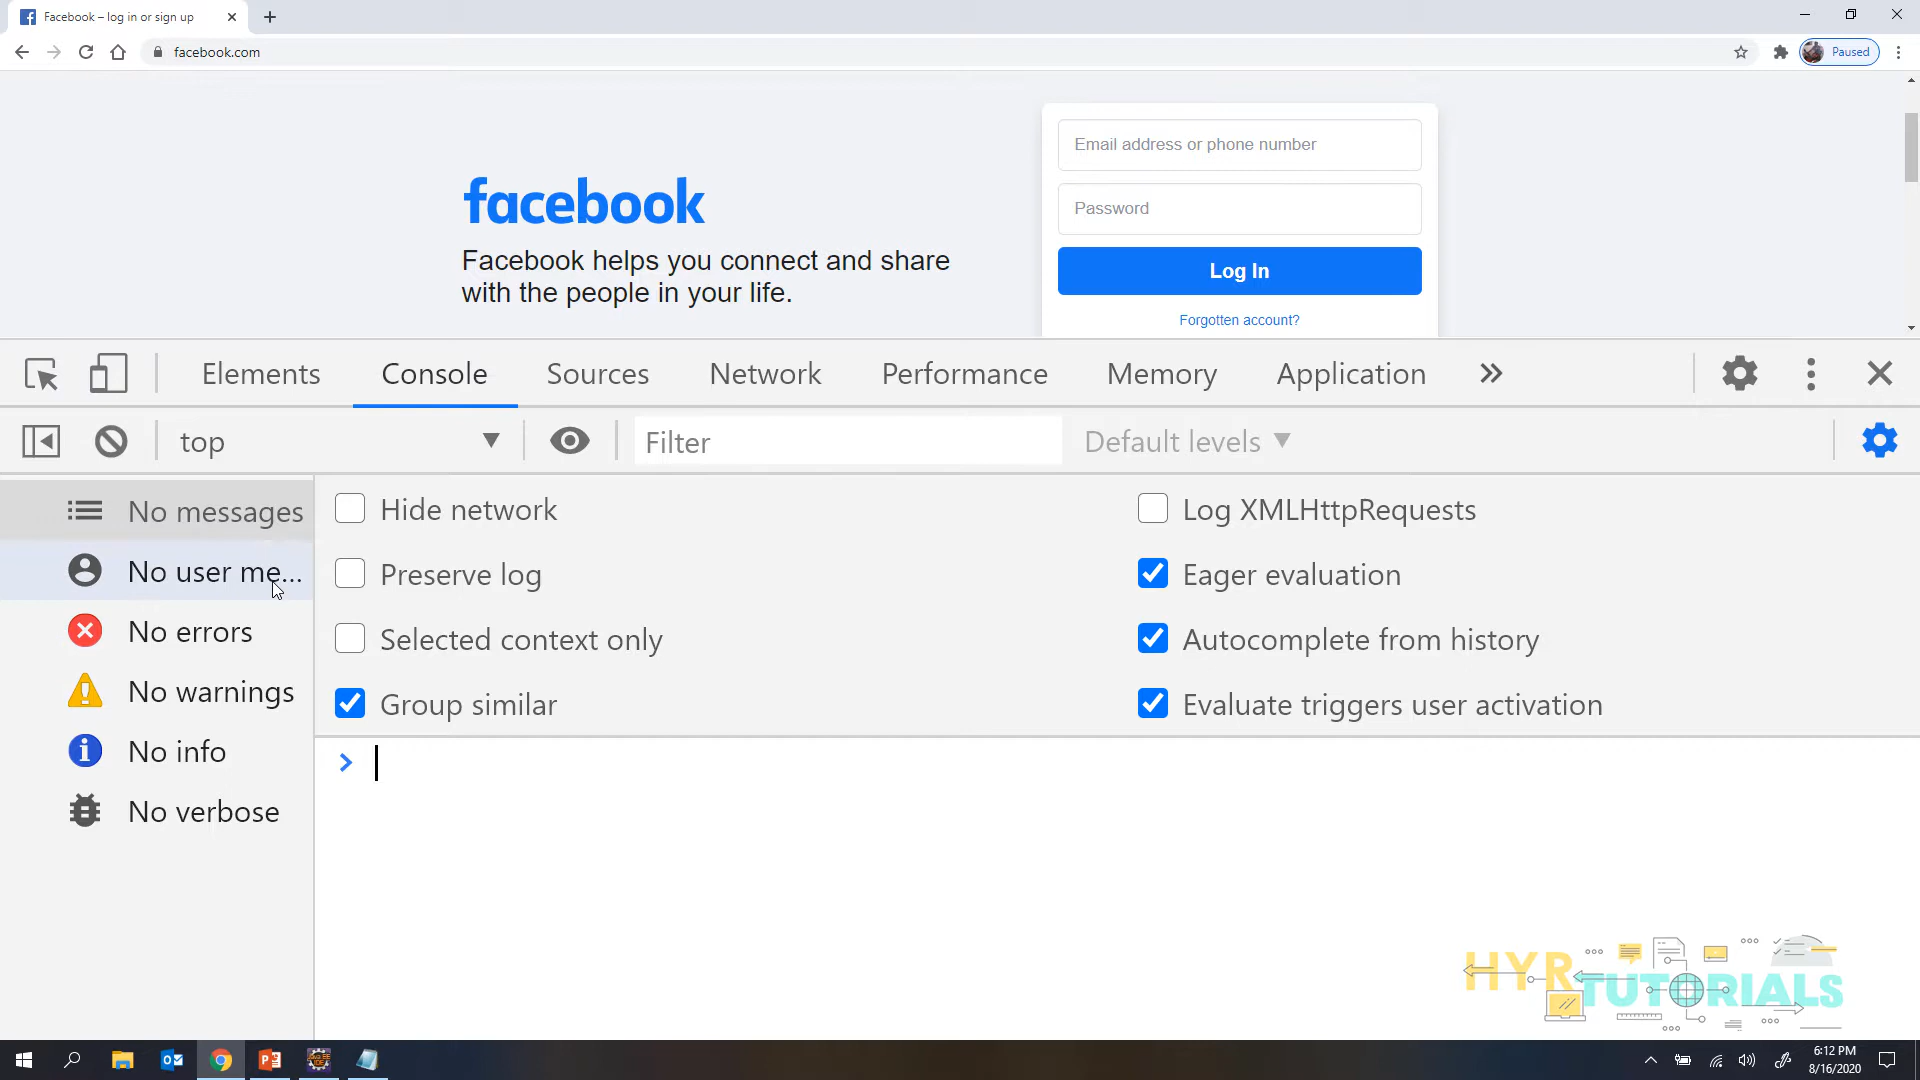 Facebook – log in or sign up
facebook.com
Paused
facebook
Facebook helps you connect and share
with the people in your life.
Email address or phone number
Password
Log In
Forgotten account?
Elements Console Sources Network Performance Memory Application
top Filter Default levels
No messages
No user me...
No errors
No warnings
No info
No verbose
Hide network
Preserve log
Selected context only
Group similar
Log XMLHttpRequests
Eager evaluation
Autocomplete from history
Evaluate triggers user activation
HYR
TUTORIALS
6:12 PM
8/16/2020